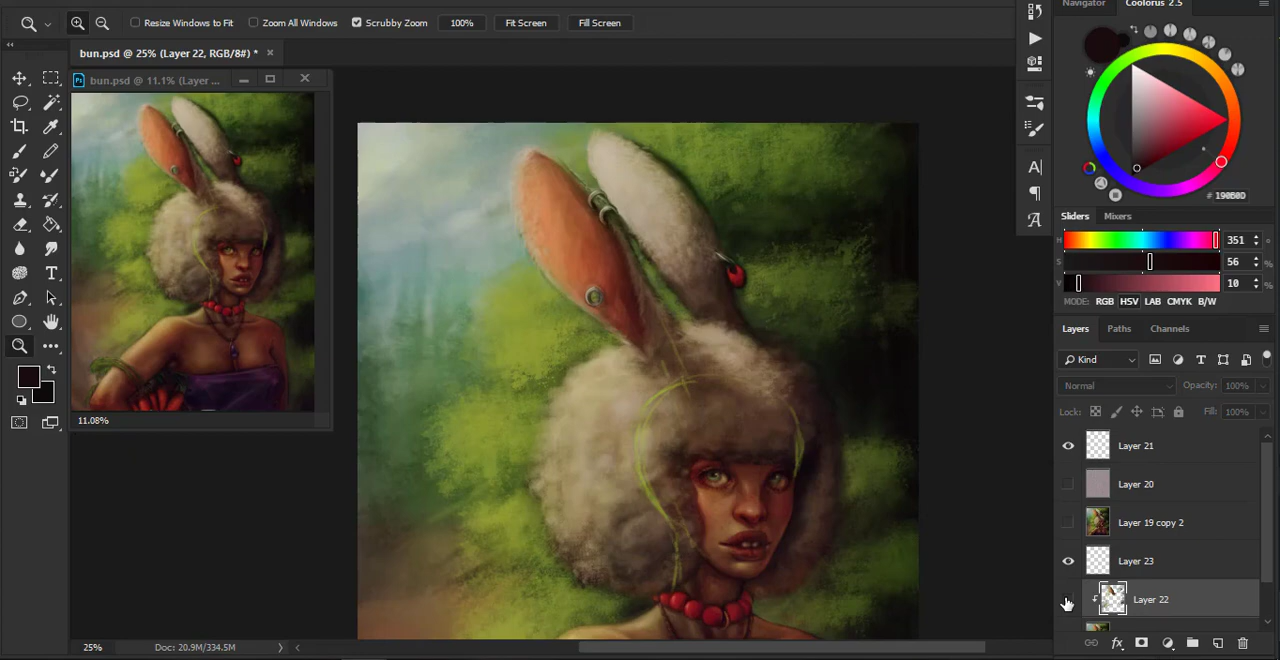 Resize Windows to Fit
Zoom All Windows
Scrubby Zoom
100%
Fit Screen
Fill Screen
Navigator
Coolorus 2.5
bun.psd @ 25% (Layer 22, RGB/8#) *
bun.psd @ 11.1% (Layer ...
11.08%
# 190B0D
Sliders
Mixers
H
351
°
S
56
%
V
10
%
MODE: RGB HSV LAB CMYK B/W
Layers
Paths
Channels
Kind
Normal
Opacity: 100%
Lock:
Fill: 100%
Layer 21
Layer 20
Layer 19 copy 2
Layer 23
Layer 22
25%
Doc: 20.9M/334.5M